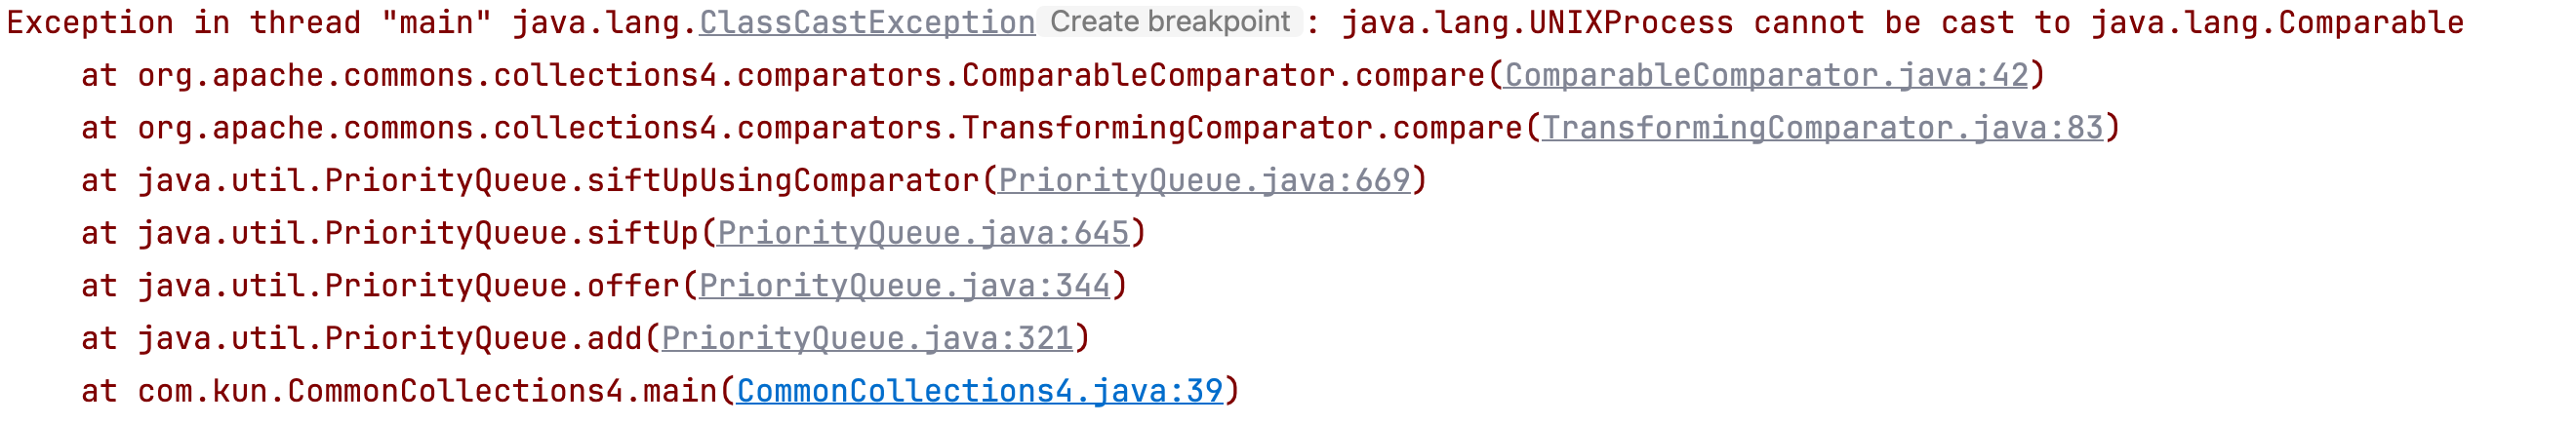 Exception in thread "main" java.lang.ClassCastException Create breakpoint : java.lang.UNIXProcess cannot be cast to java.lang.Comparable
    at org.apache.commons.collections4.comparators.ComparableComparator.compare(ComparableComparator.java:42)
    at org.apache.commons.collections4.comparators.TransformingComparator.compare(TransformingComparator.java:83)
    at java.util.PriorityQueue.siftUpUsingComparator(PriorityQueue.java:669)
    at java.util.PriorityQueue.siftUp(PriorityQueue.java:645)
    at java.util.PriorityQueue.offer(PriorityQueue.java:344)
    at java.util.PriorityQueue.add(PriorityQueue.java:321)
    at com.kun.CommonCollections4.main(CommonCollections4.java:39)